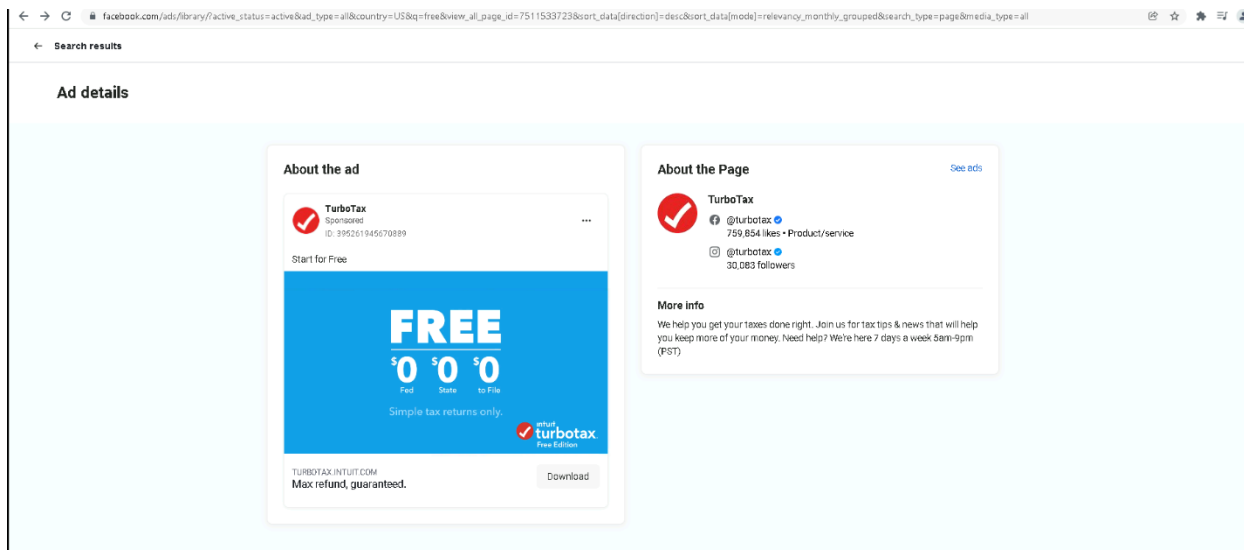 facebook.com/ads/library/?active_status=active&ad_type=all&country=US&q=free&view_all_page_id=7511533723&sort_data[direction]=desc&sort_data[mode]=relevancy_monthly_grouped&search_type=page&media_type=all
Search results
Ad details
About the ad
TurboTax
Sponsored
ID: 395261945670889
Start for Free
FREE
$0 $0 $0
Fed State to File
Simple tax returns only.
intuit
turbotax
Free Edition
TURBOTAX.INTUIT.COM
Max refund, guaranteed.
Download
About the Page
See ads
TurboTax
@turbotax
759,854 likes • Product/service
@turbotax
30,083 followers
More info
We help you get your taxes done right. Join us for tax tips & news that will help
you keep more of your money. Need help? We're here 7 days a week 5am-9pm
(PST)